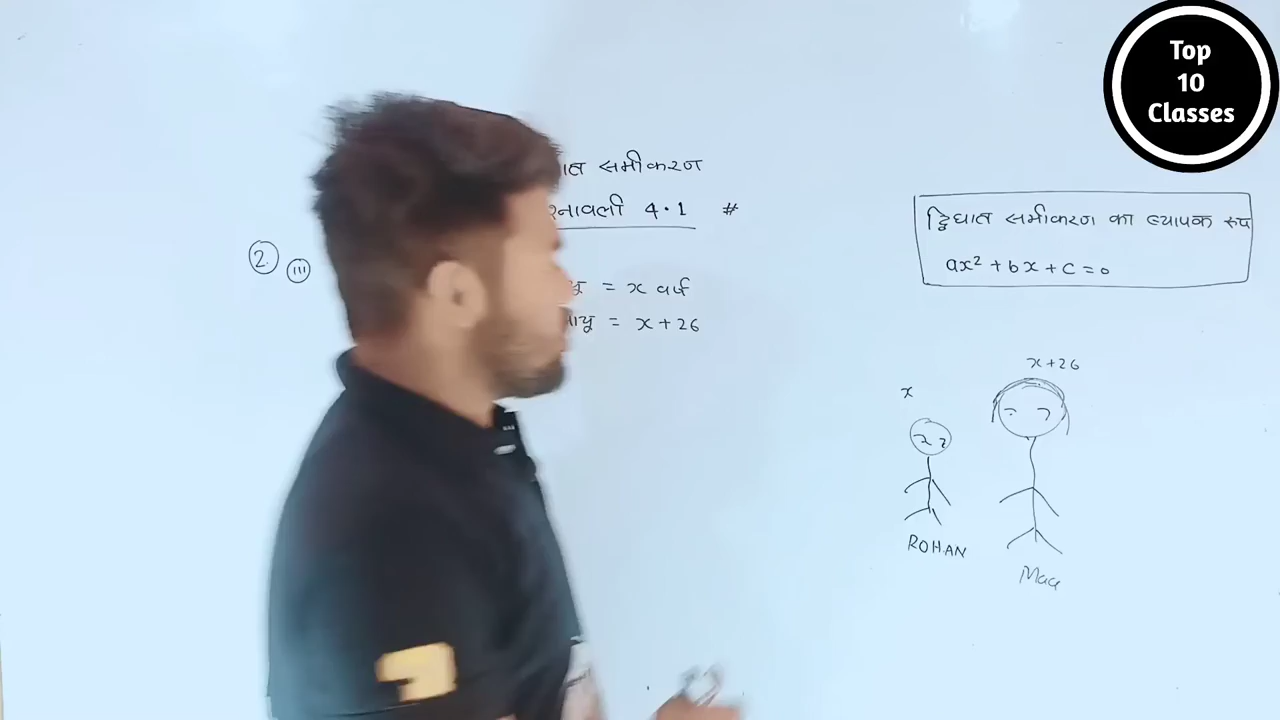 समीकरण
4.1 #
2. iii
= x वर्ष
= x + 26
द्विघात समीकरण का व्यापक रूप
ax² + bx + c = 0
x + 26
x
ROHAN
Maa
Top
10
Classes